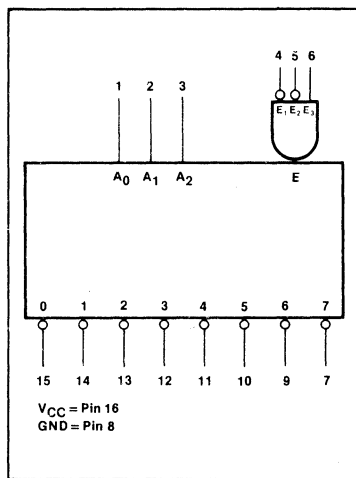 4 5 6
1 2 3
E1 E2 E3
A0 A1 A2 E
0 1 2 3 4 5 6 7
15 14 13 12 11 10 9 7
VCC = Pin 16
GND = Pin 8